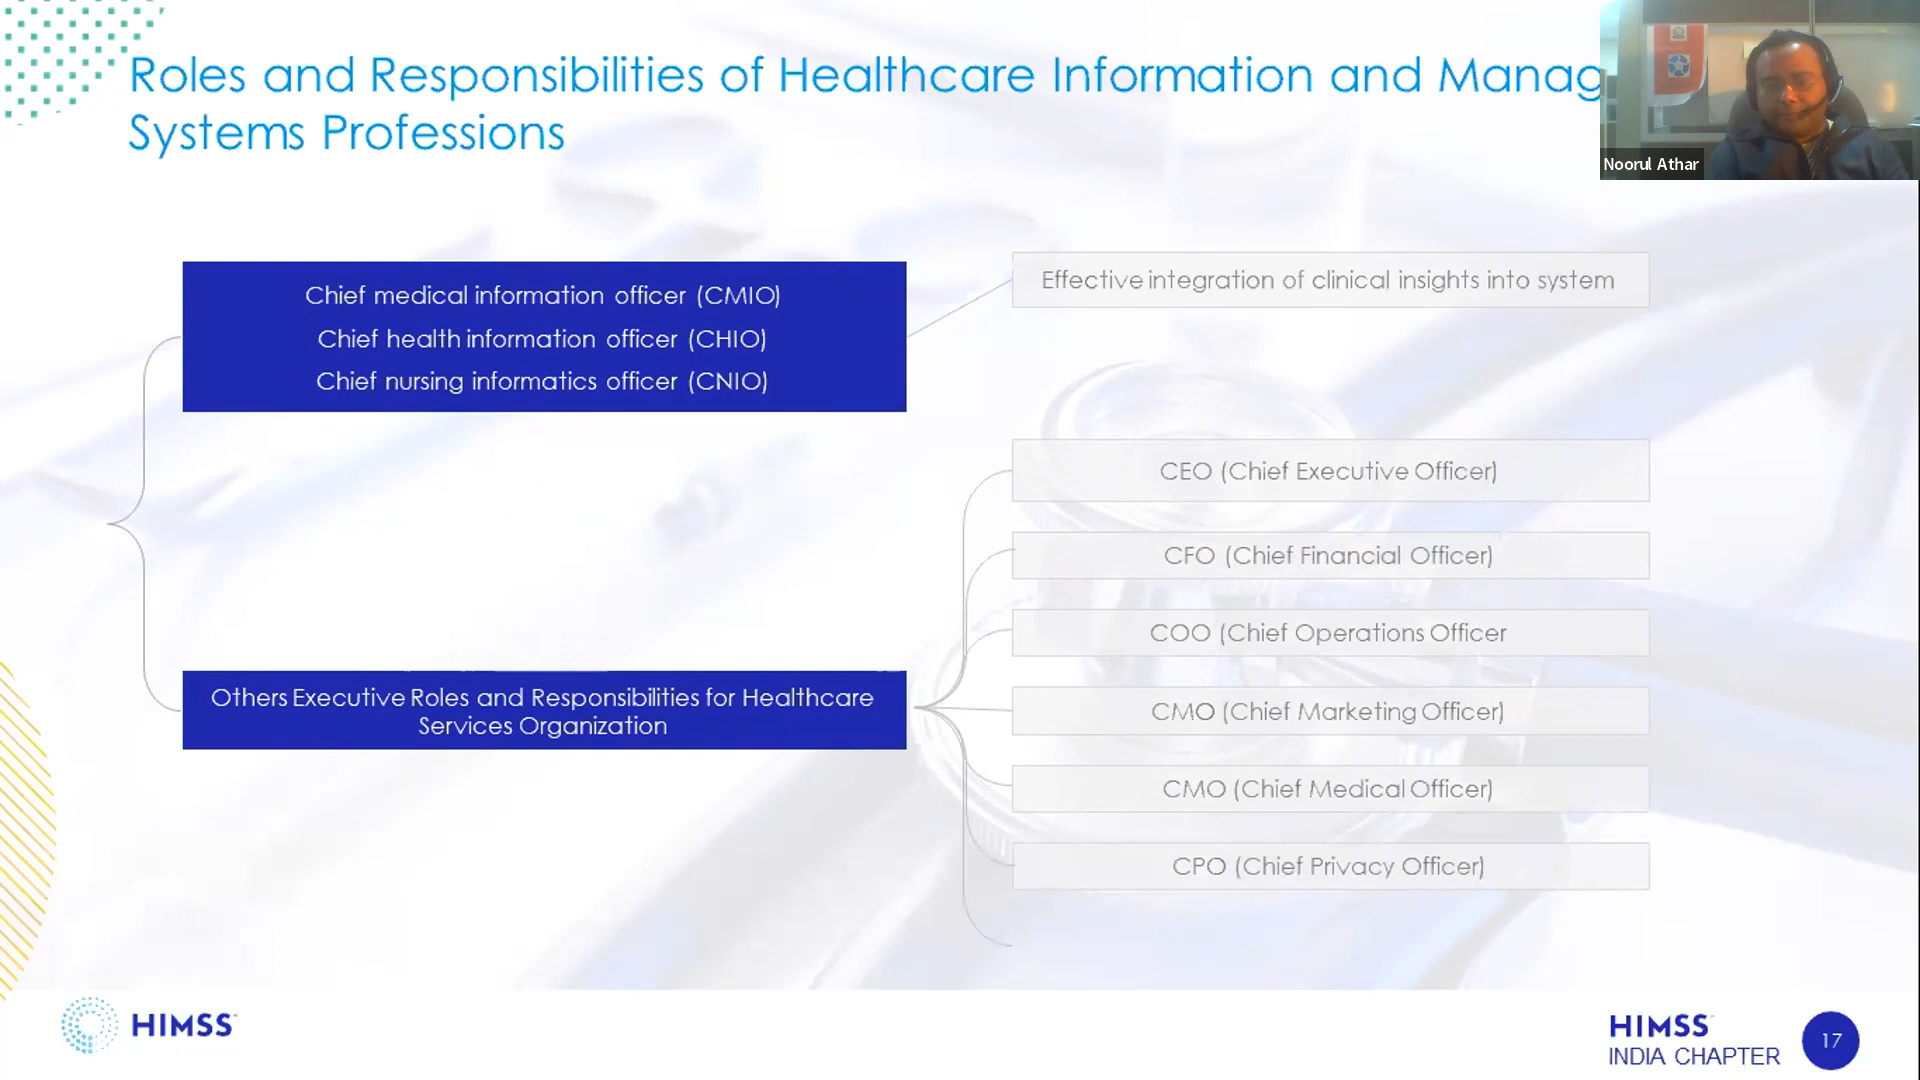 Roles and Responsibilities of Healthcare Information and Manag
Systems Professions
Noorul Athar
Chief medical information officer (CMIO)
Chief health information officer (CHIO)
Chief nursing informatics officer (CNIO)
Effective integration of clinical insights into system
CEO (Chief Executive Officer)
CFO (Chief Financial Officer)
COO (Chief Operations Officer
Others Executive Roles and Responsibilities for Healthcare
Services Organization
CMO (Chief Marketing Officer)
CMO (Chief Medical Officer)
CPO (Chief Privacy Officer)
HIMSS
HIMSS
INDIA CHAPTER
17